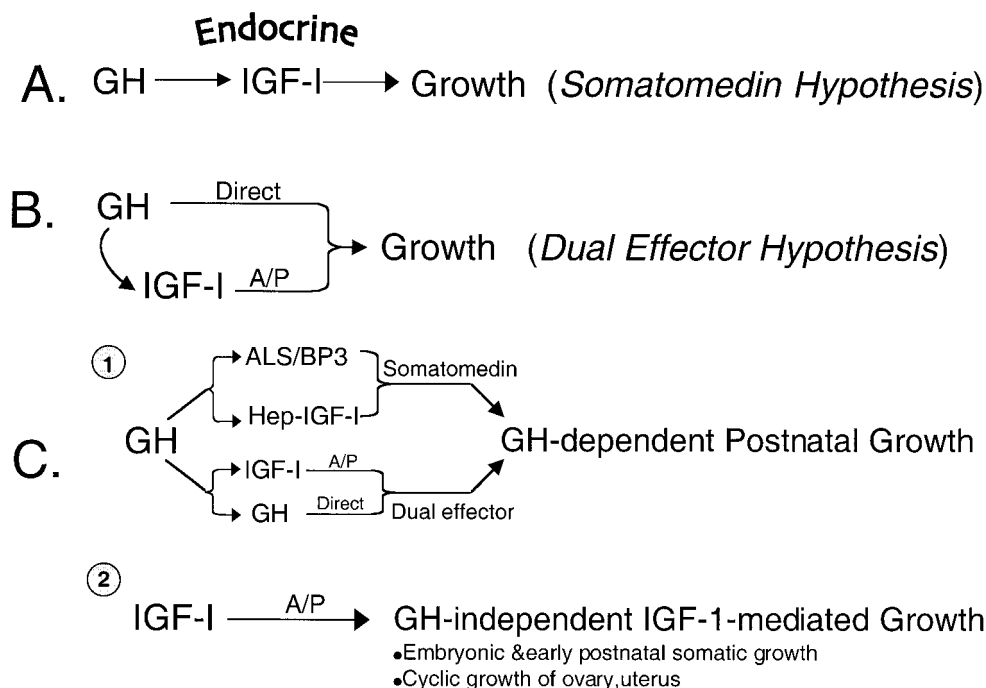 Endocrine
A. GH IGF-I Growth (Somatomedin Hypothesis)
B. GH Direct
Growth (Dual Effector Hypothesis)
IGF-I A/P
1
ALS/BP3
Somatomedin
Hep-IGF-I
C. GH GH-dependent Postnatal Growth
IGF-I A/P
GH Direct Dual effector
2
IGF-I A/P GH-independent IGF-1-mediated Growth
•Embryonic &early postnatal somatic growth
•Cyclic growth of ovary,uterus